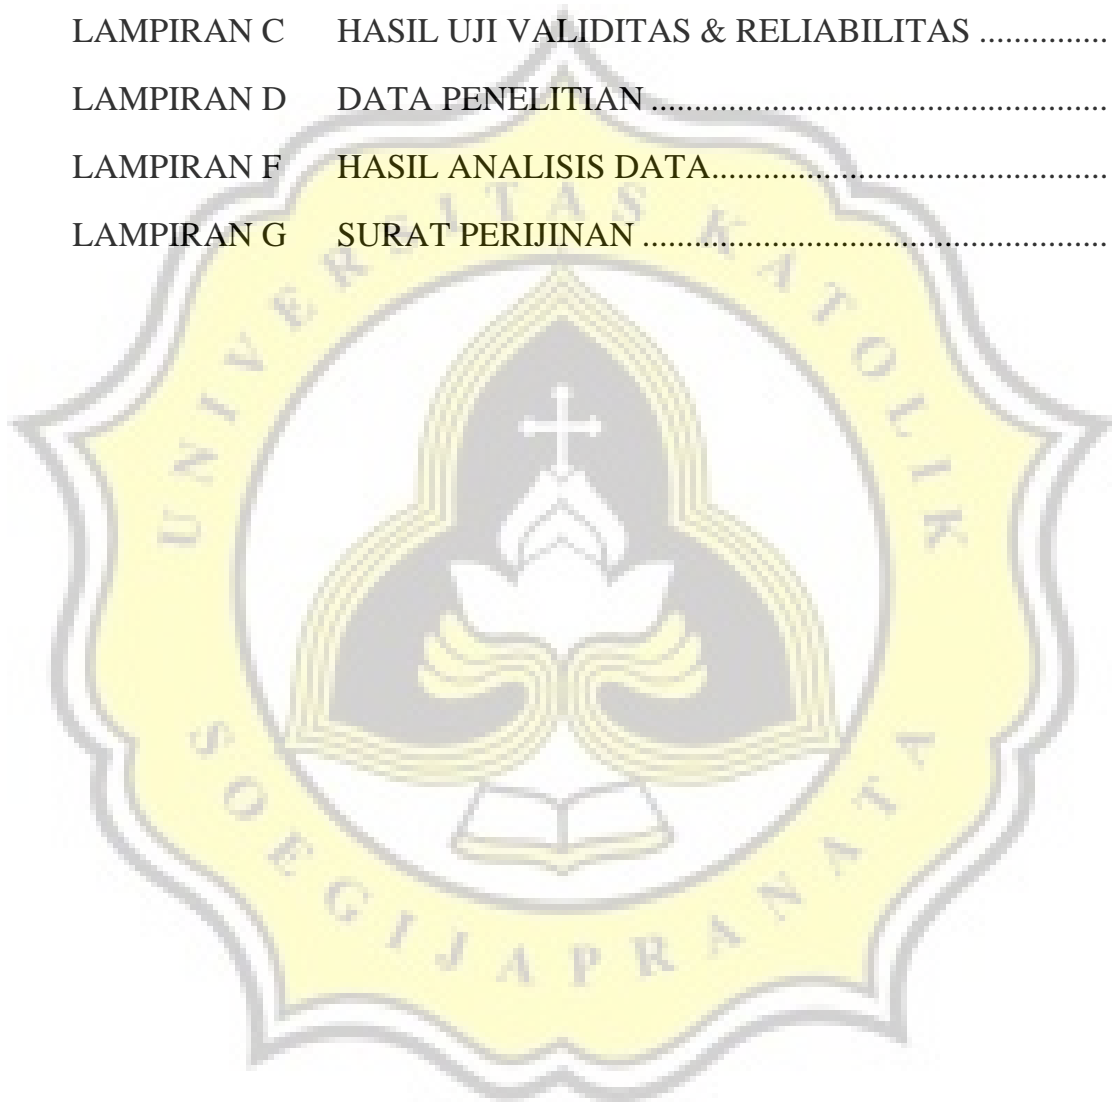 LAMPIRAN C HASIL UJI VALIDITAS & RELIABILITAS ...............
LAMPIRAN D DATA PENELITIAN ......................................................
LAMPIRAN F HASIL ANALISIS DATA...............................................
LAMPIRAN G SURAT PERIJINAN .......................................................
UNIVERSITAS KATOLIK
SOEGIJAPRANATA